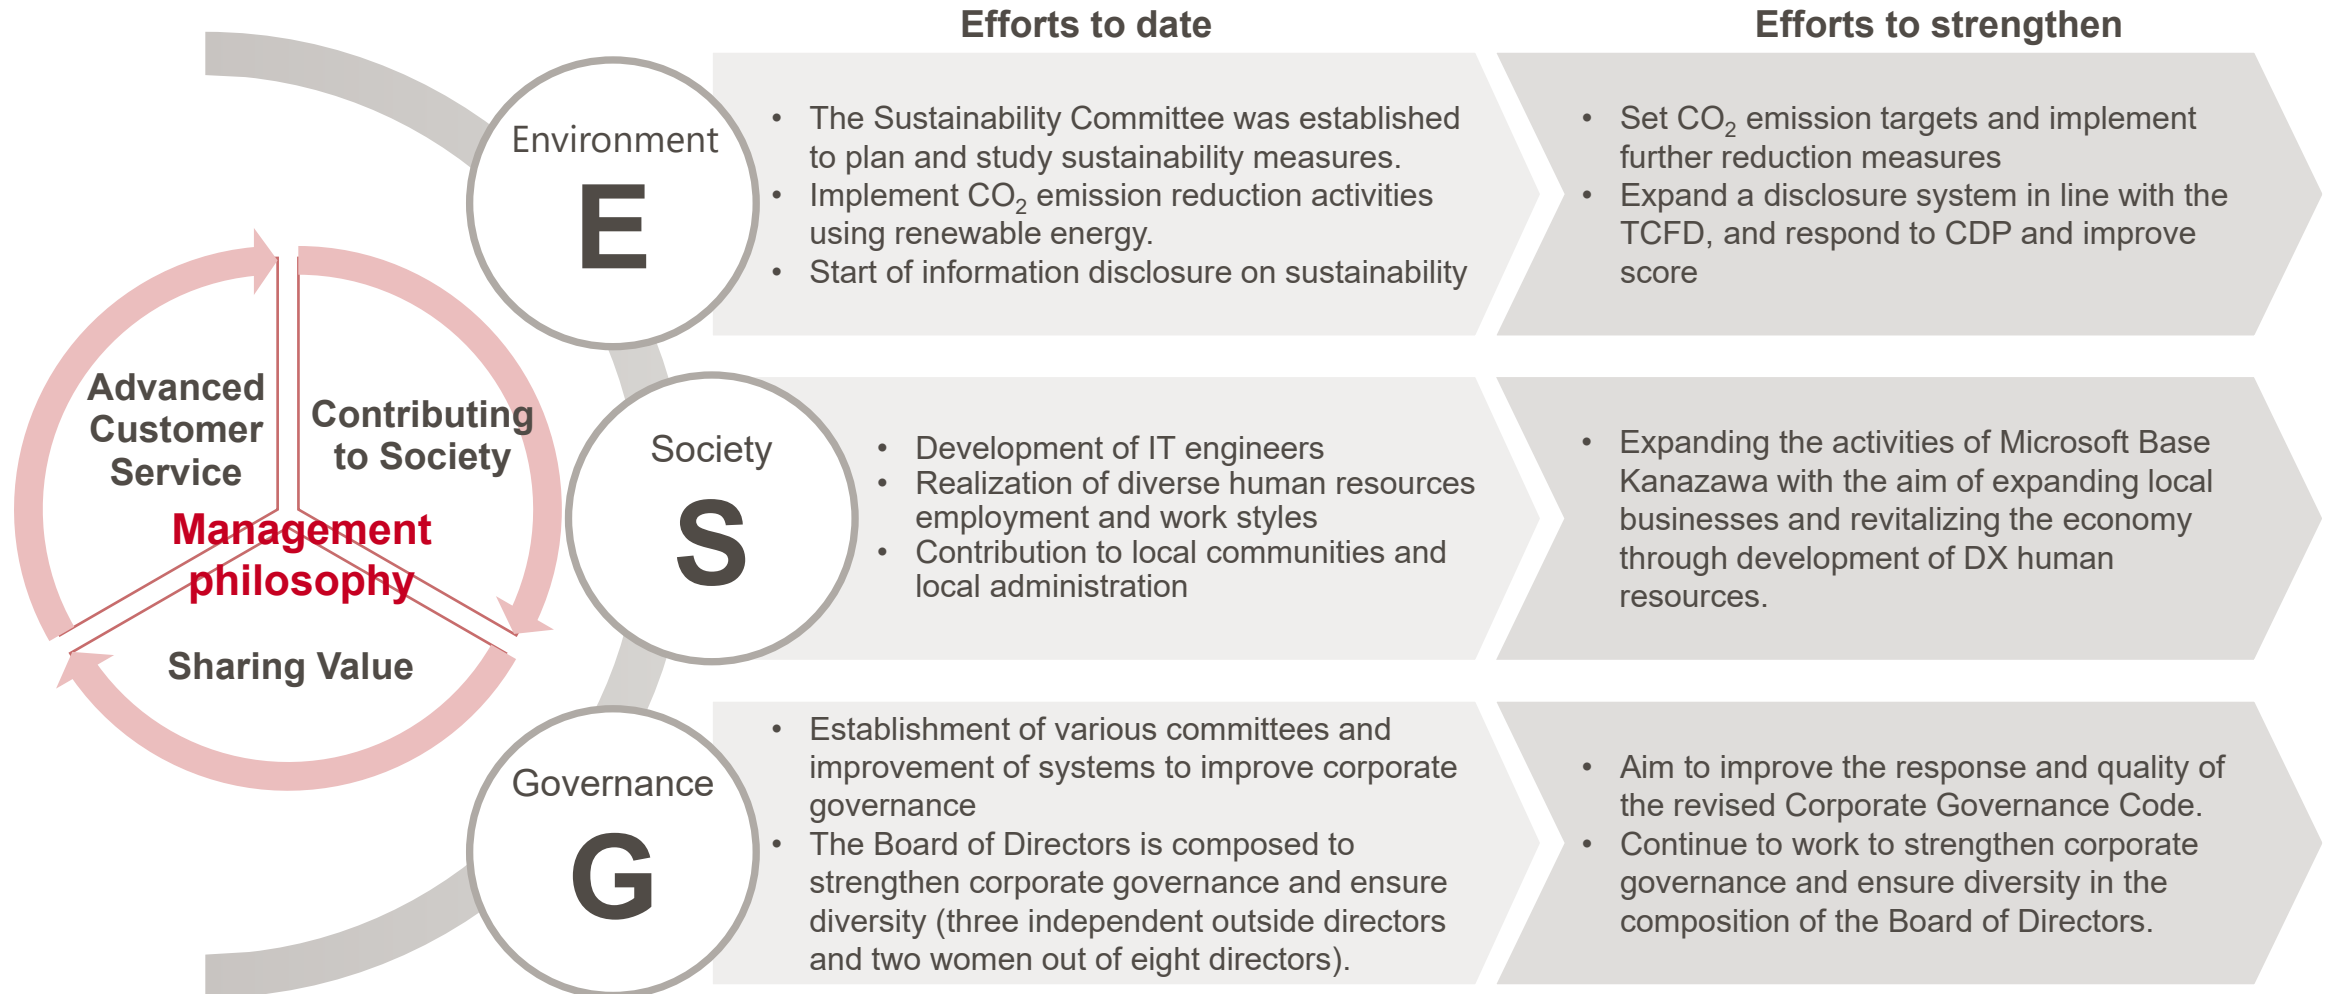 Efforts to date
Efforts to strengthen
Environment
E
• The Sustainability Committee was established
to plan and study sustainability measures.
• Implement CO₂ emission reduction activities
using renewable energy.
• Start of information disclosure on sustainability
• Set CO₂ emission targets and implement
further reduction measures
• Expand a disclosure system in line with the
TCFD, and respond to CDP and improve
score
Advanced
Customer
Service
Contributing
to Society
Management
philosophy
Sharing Value
Society
S
• Development of IT engineers
• Realization of diverse human resources
employment and work styles
• Contribution to local communities and
local administration
• Expanding the activities of Microsoft Base
Kanazawa with the aim of expanding local
businesses and revitalizing the economy
through development of DX human
resources.
Governance
G
• Establishment of various committees and
improvement of systems to improve corporate
governance
• The Board of Directors is composed to
strengthen corporate governance and ensure
diversity (three independent outside directors
and two women out of eight directors).
• Aim to improve the response and quality of
the revised Corporate Governance Code.
• Continue to work to strengthen corporate
governance and ensure diversity in the
composition of the Board of Directors.